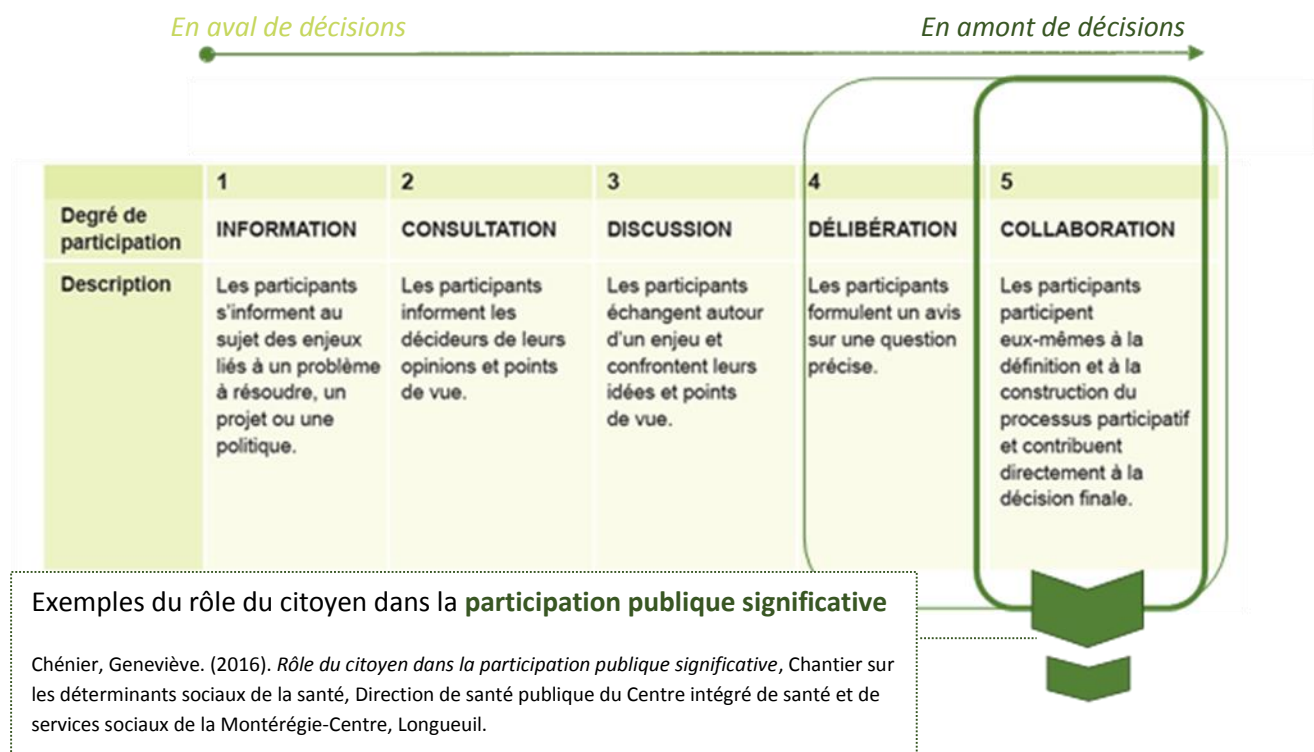 En aval de décisions
En amont de décisions
1
2
3
4
5
Degré de
participation
INFORMATION
CONSULTATION
DISCUSSION
DÉLIBÉRATION
COLLABORATION
Description
Les participants
s'informent au
sujet des enjeux
liés à un problème
à résoudre, un
projet ou une
politique.
Les participants
informent les
décideurs de leurs
opinions et points
de vue.
Les participants
échangent autour
d'un enjeu et
confrontent leurs
idées et points
de vue.
Les participants
formulent un avis
sur une question
précise.
Les participants
participent
eux-mêmes à la
définition et à la
construction du
processus participatif
et contribuent
directement à la
décision finale.
Exemples du rôle du citoyen dans la participation publique significative
Chénier, Geneviève. (2016). Rôle du citoyen dans la participation publique significative, Chantier sur
les déterminants sociaux de la santé, Direction de santé publique du Centre intégré de santé et de
services sociaux de la Montérégie-Centre, Longueuil.